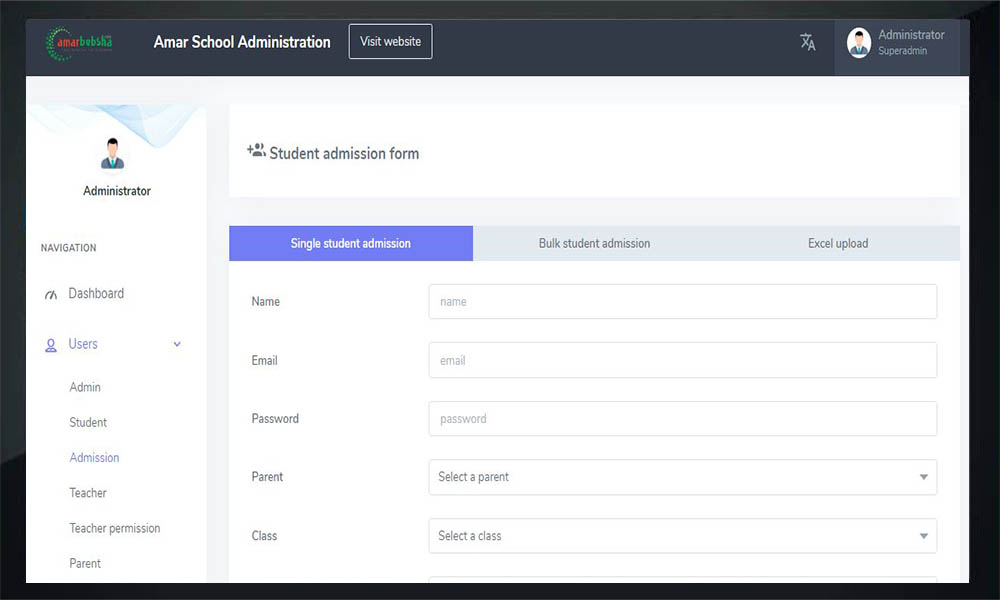 amarbebsha
Amar School Administration
Visit website
Administrator
Superadmin
Administrator
NAVIGATION
Dashboard
Users
Admin
Student
Admission
Teacher
Teacher permission
Parent
Student admission form
Single student admission
Bulk student admission
Excel upload
Name
name
Email
email
Password
password
Parent
Select a parent
Class
Select a class